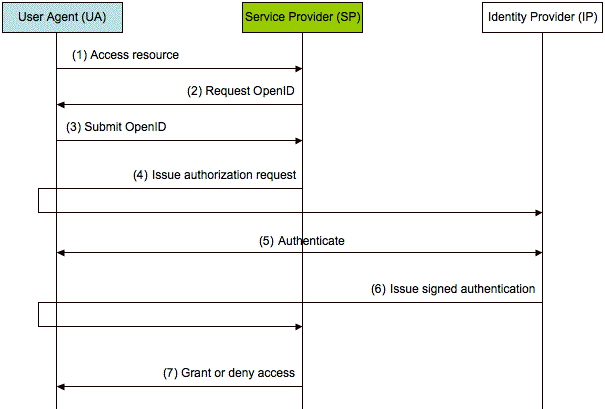 User Agent (UA)
Service Provider (SP)
Identity Provider (IP)
(1) Access resource
(2) Request OpenID
(3) Submit OpenID
(4) Issue authorization request
(5) Authenticate
(6) Issue signed authentication
(7) Grant or deny access